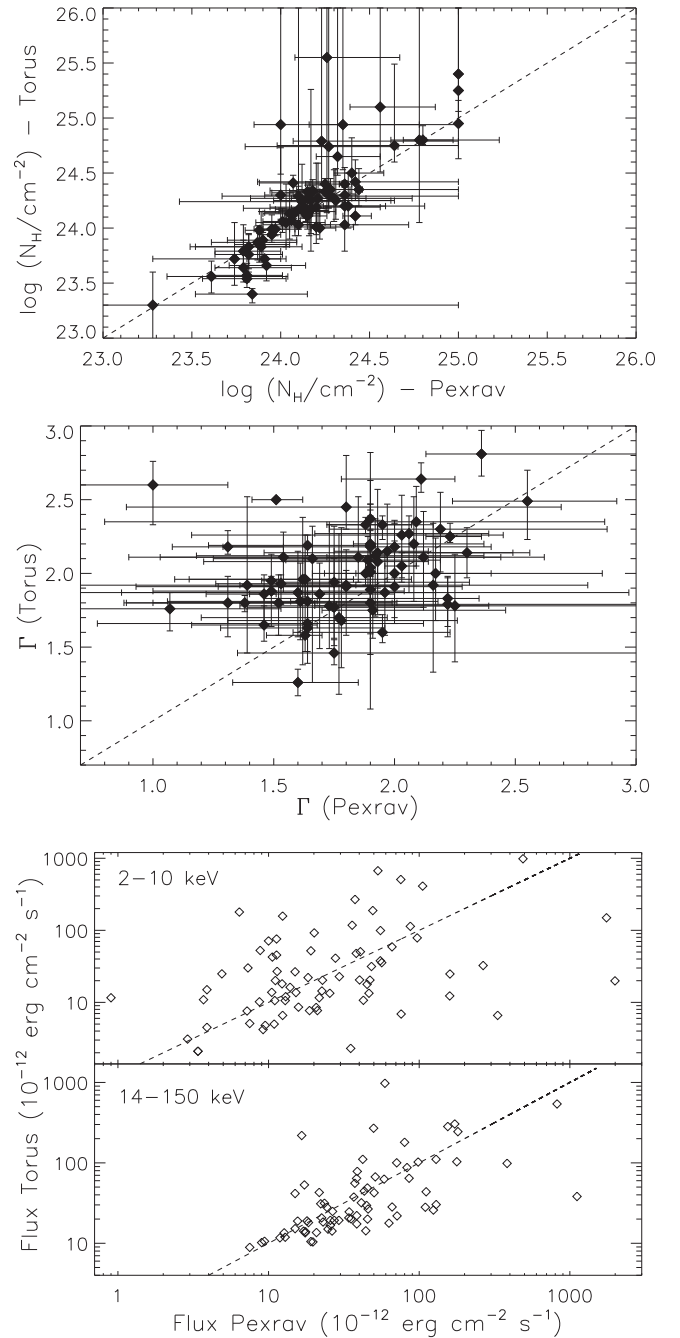 26.0
25.5
25.0
24.5
24.0
23.5
23.0
log (N_H/cm⁻²) – Torus
23.0 23.5 24.0 24.5 25.0 25.5 26.0
log (N_H/cm⁻²) – Pexrav
3.0
2.5
2.0
1.5
1.0
Γ (Torus)
1.0 1.5 2.0 2.5 3.0
Γ (Pexrav)
1000
100
10
2–10 keV
1000
100
10
14–150 keV
Flux Torus (10⁻¹² erg cm⁻² s⁻¹)
1 10 100 1000
Flux Pexrav (10⁻¹² erg cm⁻² s⁻¹)